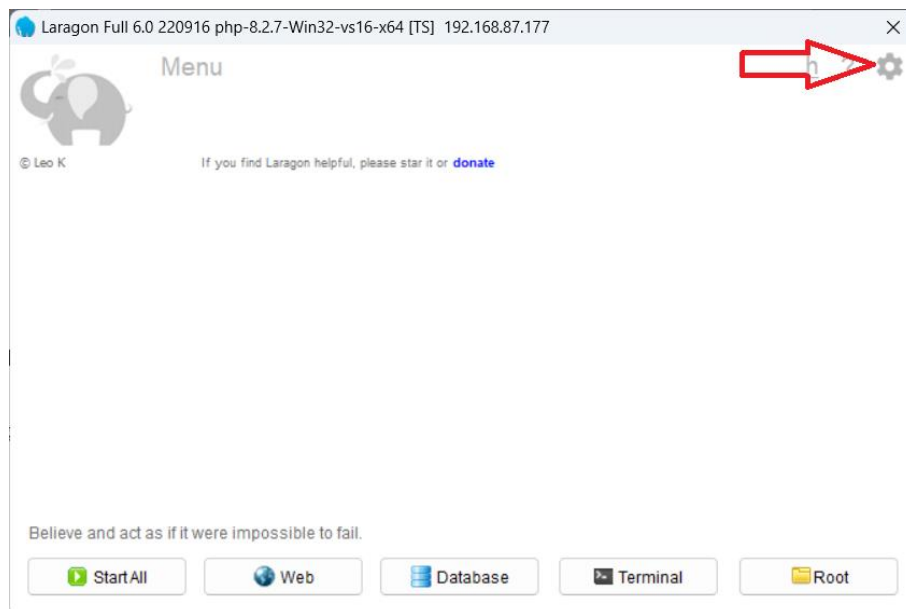 Laragon Full 6.0 220916 php-8.2.7-Win32-vs16-x64 [TS] 192.168.87.177
Menu
h ?
© Leo K
If you find Laragon helpful, please star it or donate
Believe and act as if it were impossible to fail.
Start All
Web
Database
Terminal
Root